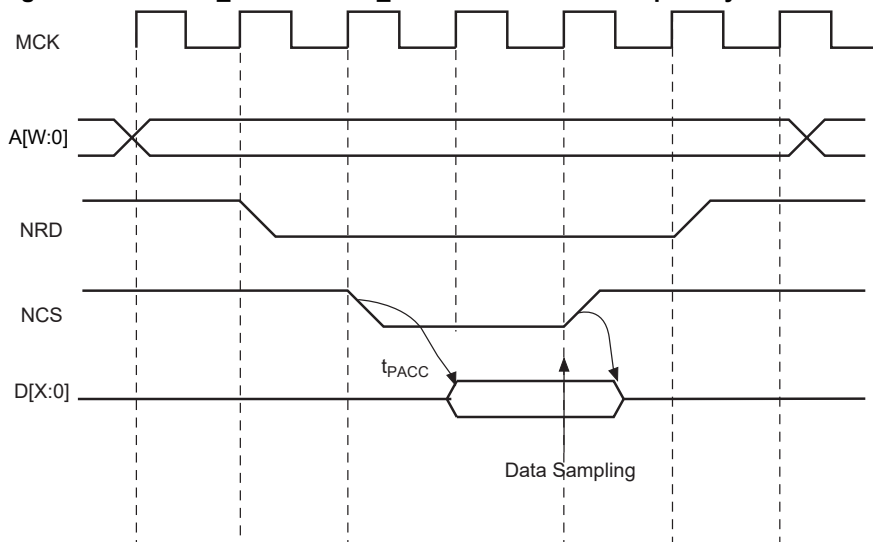 MCK
A[W:0]
NRD
NCS
tPACC
D[X:0]
Data Sampling